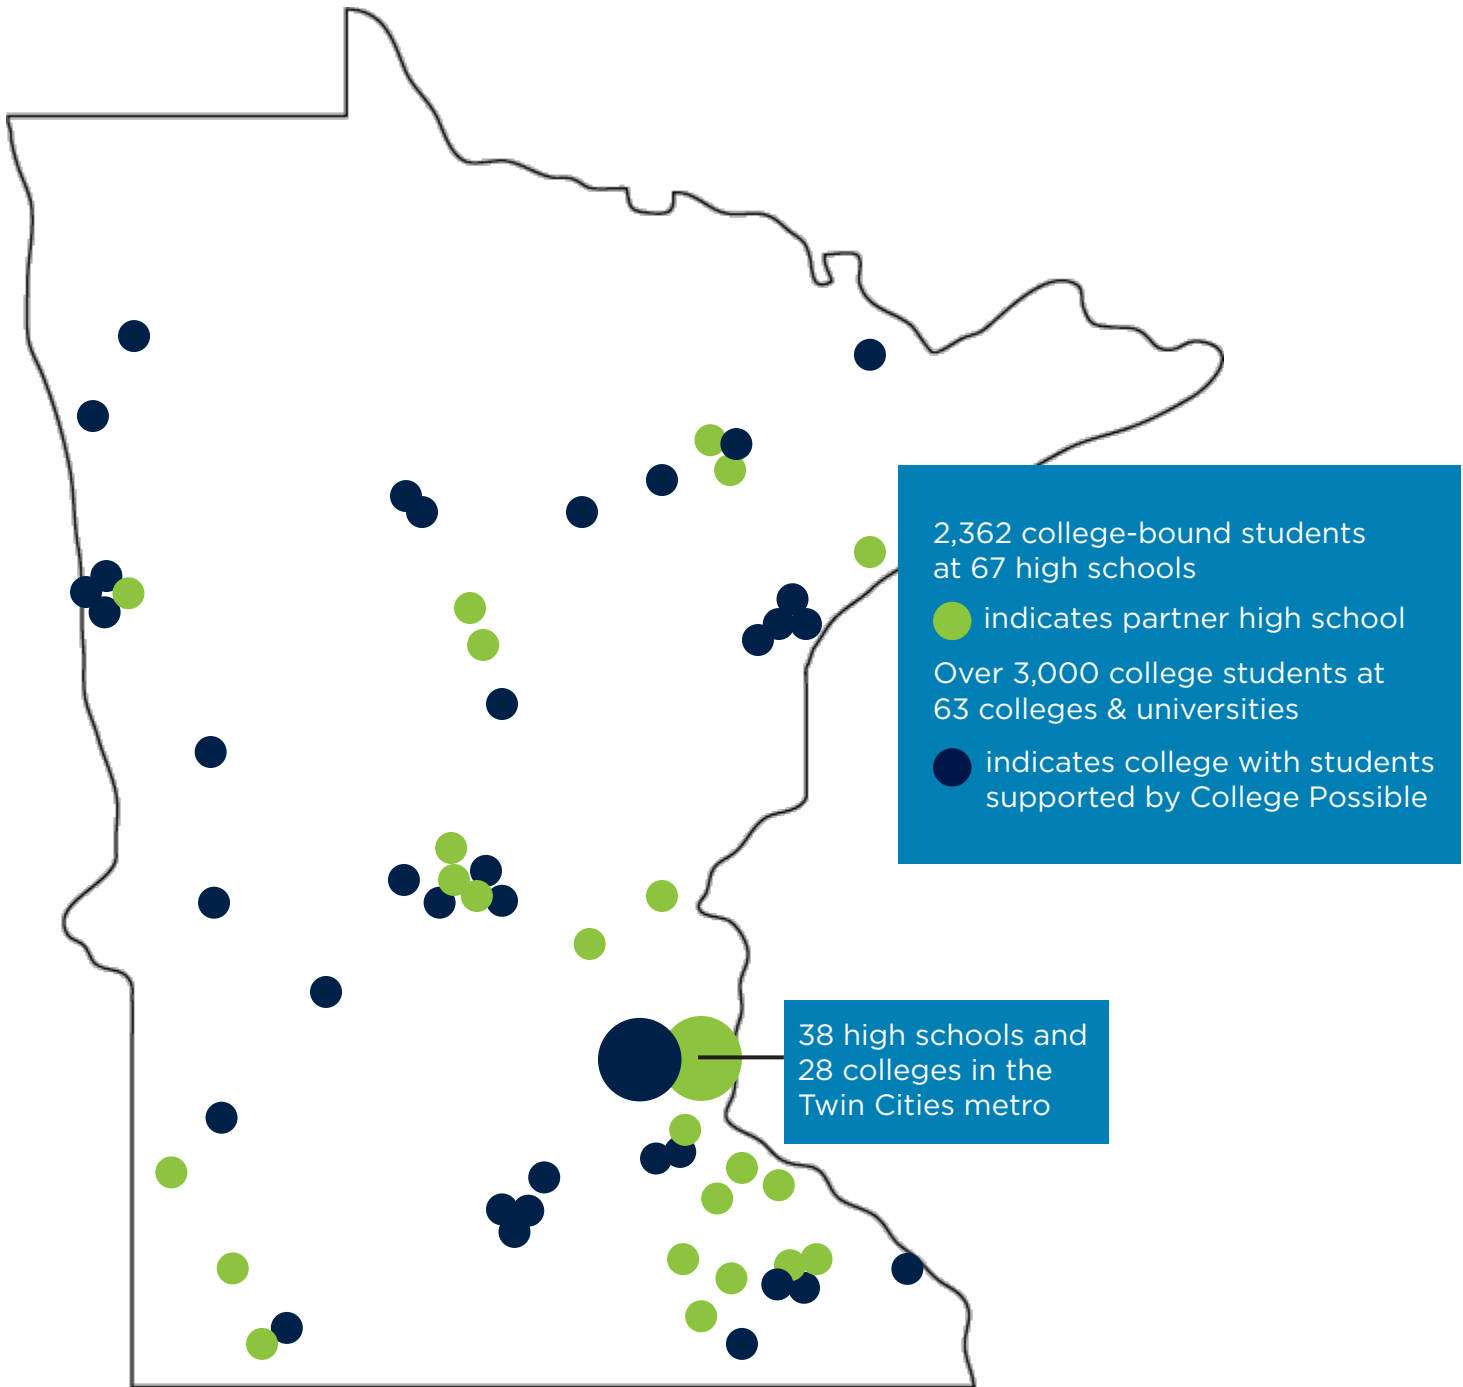 2,362 college-bound students
at 67 high schools
indicates partner high school
Over 3,000 college students at
63 colleges & universities
indicates college with students
supported by College Possible
38 high schools and
28 colleges in the
Twin Cities metro